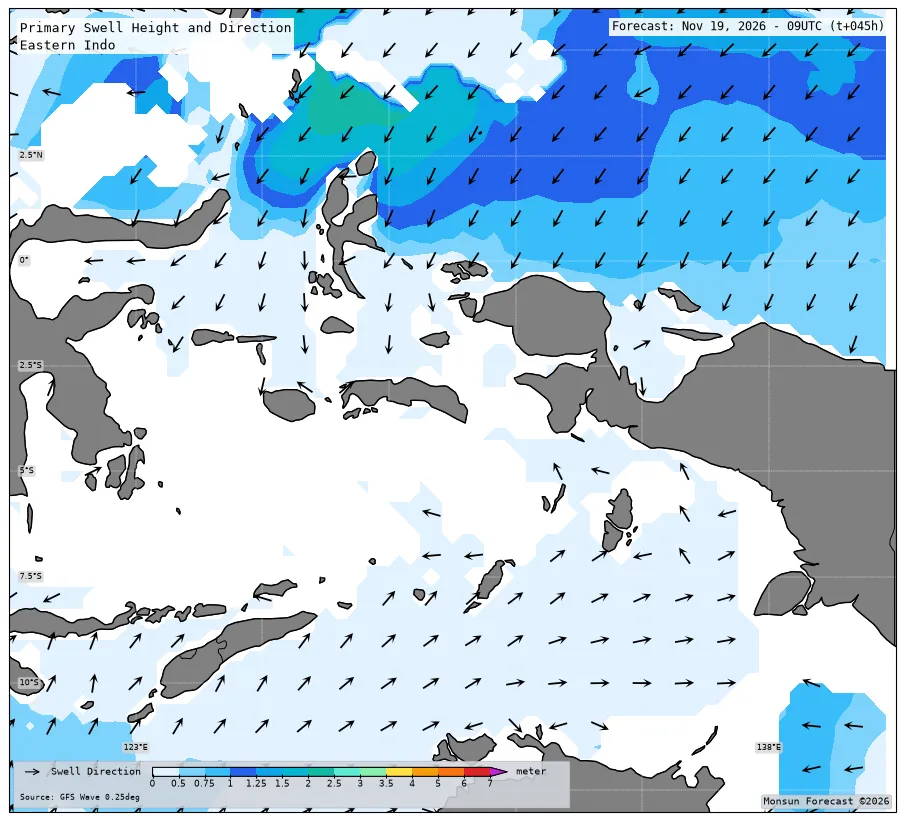 Primary Swell Height and Direction
Eastern Indo
Forecast: Nov 19, 2026 - 09UTC (t+045h)
2.5°N
0°
2.5°S
5°S
7.5°S
10°S
123°E
138°E
Swell Direction
0 0.5 0.75 1 1.25 1.5 2 2.5 3 3.5 4 5 6 7
meter
Source: GFS Wave 0.25deg
Monsun Forecast ©2026